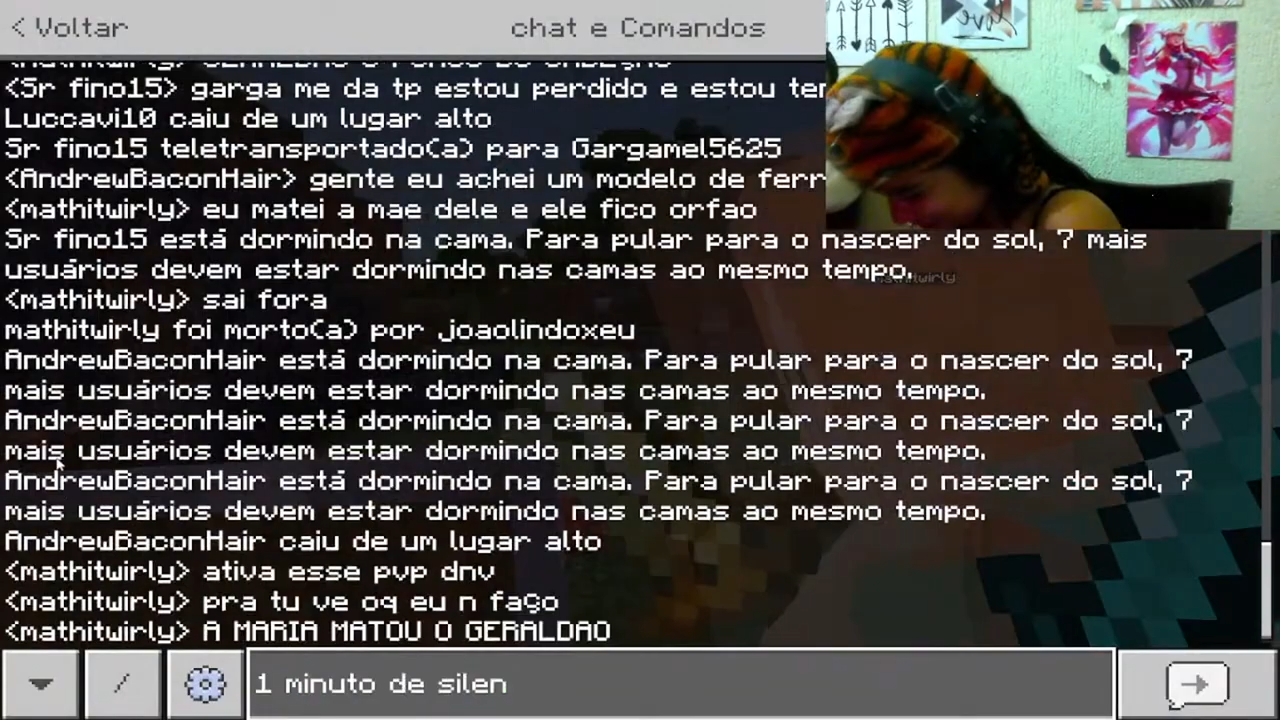 < Voltar
chat e Comandos
<Sr fino15> garga me da tp estou perdido e estou
Luccavi10 caiu de um lugar alto
Sr fino15 teletransportado(a) para Gargamel5625
<AndrewBaconHair> gente eu achei um modelo de
<mathitwirly> eu matei a mae dele e ele fico orfao
Sr fino15 está dormindo na cama. Para pular para o nascer do sol, 7 mais
usuários devem estar dormindo nas camas ao mesmo tempo.
mathitwirly
<mathitwirly> sai fora
mathitwirly foi morto(a) por joaolindoxeu
AndrewBaconHair está dormindo na cama. Para pular para o nascer do sol, 7
mais usuários devem estar dormindo nas camas ao mesmo tempo.
AndrewBaconHair está dormindo na cama. Para pular para o nascer do sol, 7
mais usuários devem estar dormindo nas camas ao mesmo tempo.
AndrewBaconHair está dormindo na cama. Para pular para o nascer do sol, 7
mais usuários devem estar dormindo nas camas ao mesmo tempo.
AndrewBaconHair caiu de um lugar alto
<mathitwirly> ativa esse pvp dnv
<mathitwirly> pra tu ve oq eu n faço
<mathitwirly> A MARIA MATOU O GERALDAO
/
1 minuto de silen